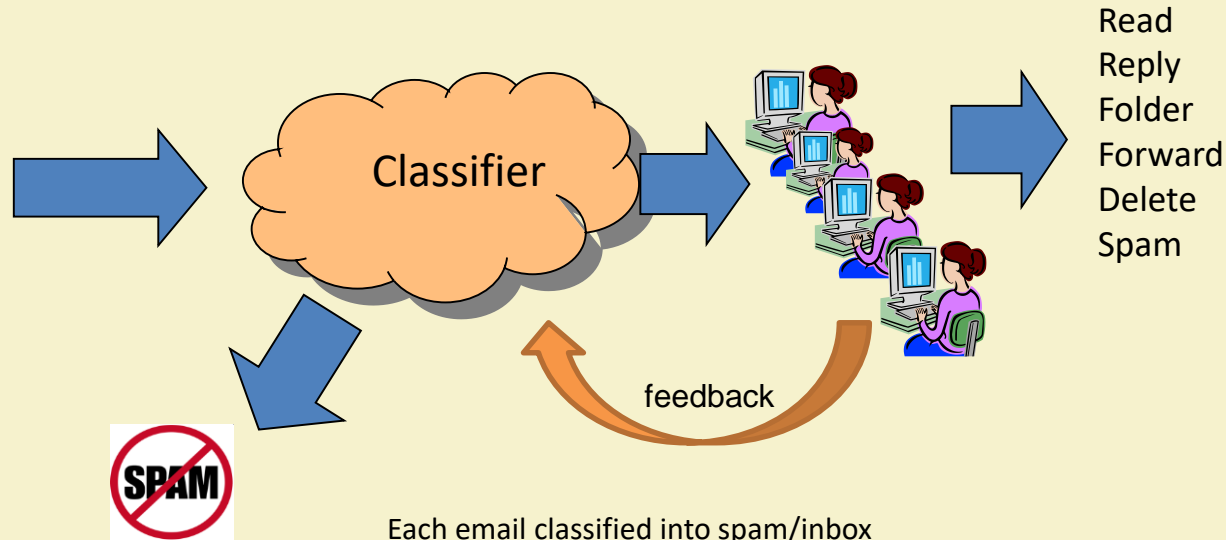 Read
Reply
Folder
Forward
Delete
Spam
Classifier
feedback
SPAM
Each email classified into spam/inbox